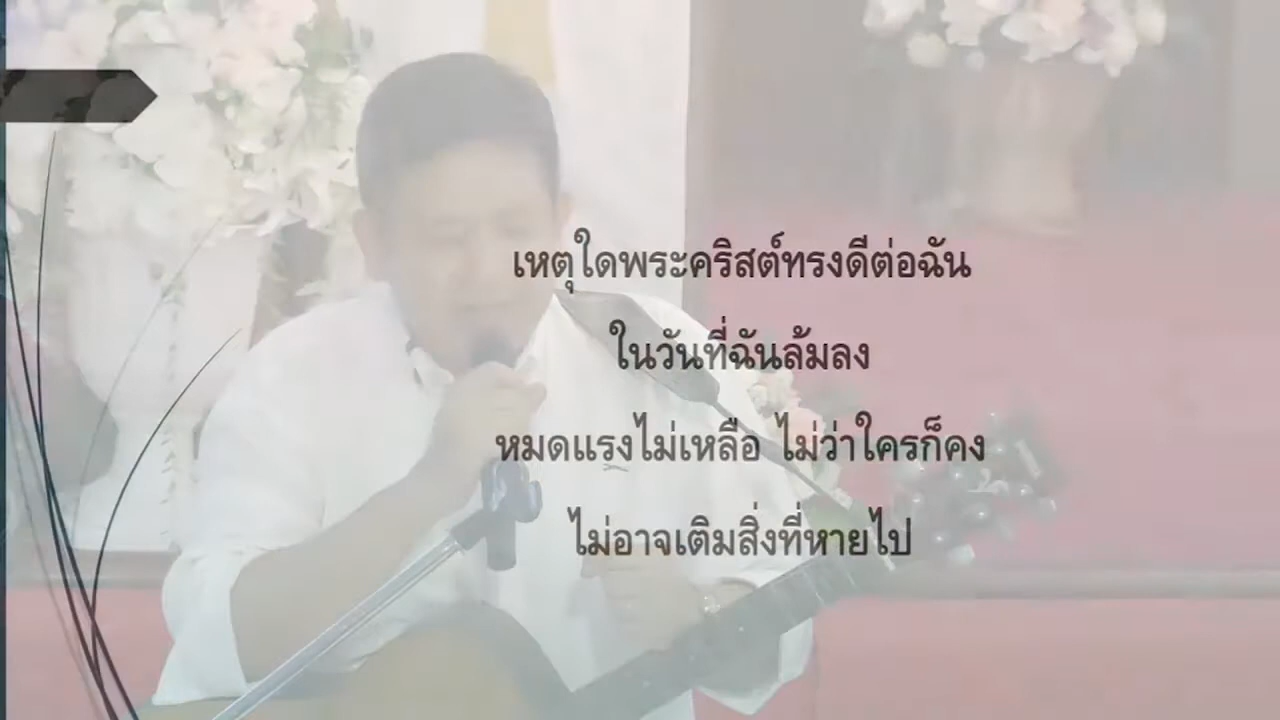 เหตุใดพระคริสต์ทรงดีต่อฉัน
ในวันที่ฉันล้มลง
หมดแรงไม่เหลือ ไม่ว่าใครก็คง
ไม่อาจเติมสิ่งที่หายไป